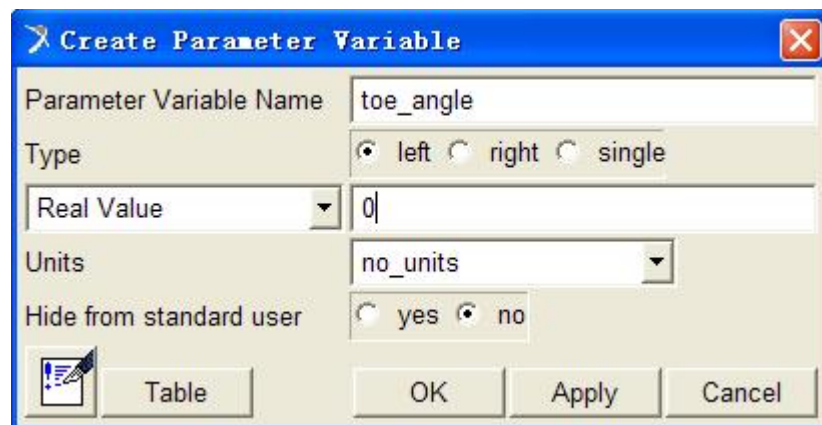 Create Parameter Variable
Parameter Variable Name toe_angle
Type left right single
Real Value 0
Units no_units
Hide from standard user yes no
Table OK Apply Cancel